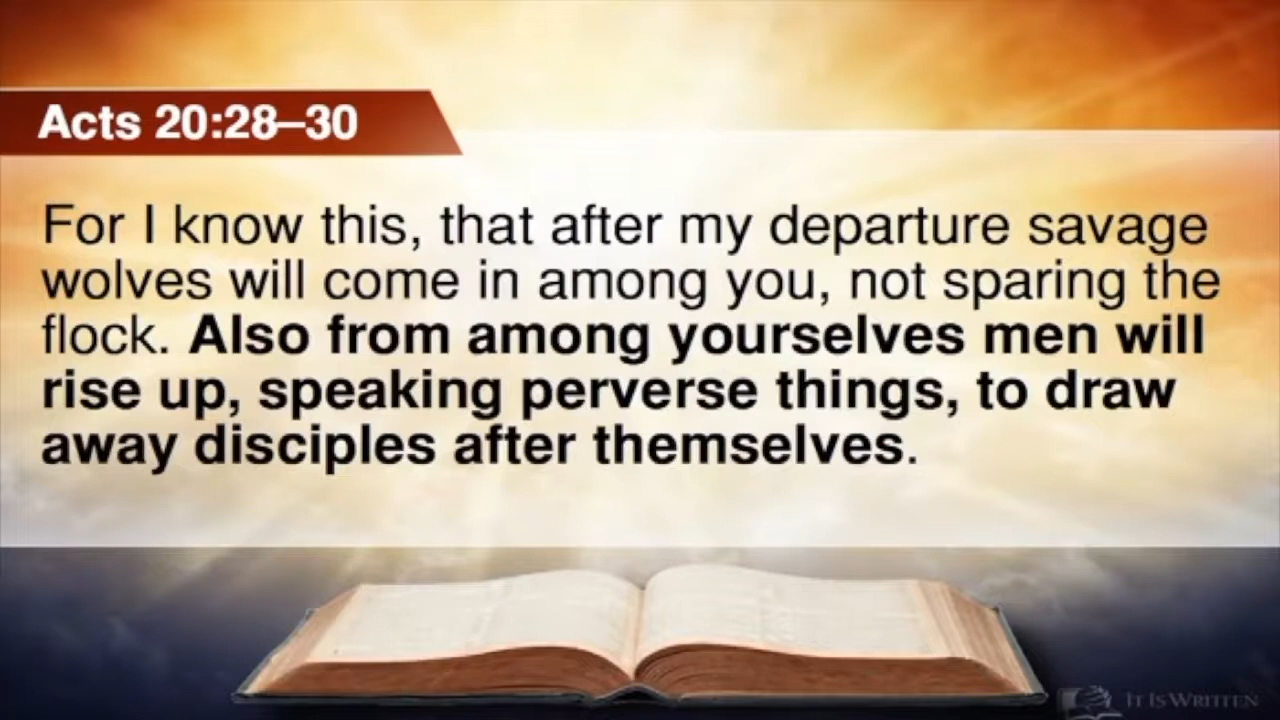 Acts 20:28–30
For I know this, that after my departure savage
wolves will come in among you, not sparing the
flock. Also from among yourselves men will
rise up, speaking perverse things, to draw
away disciples after themselves.
IT IS WRITTEN